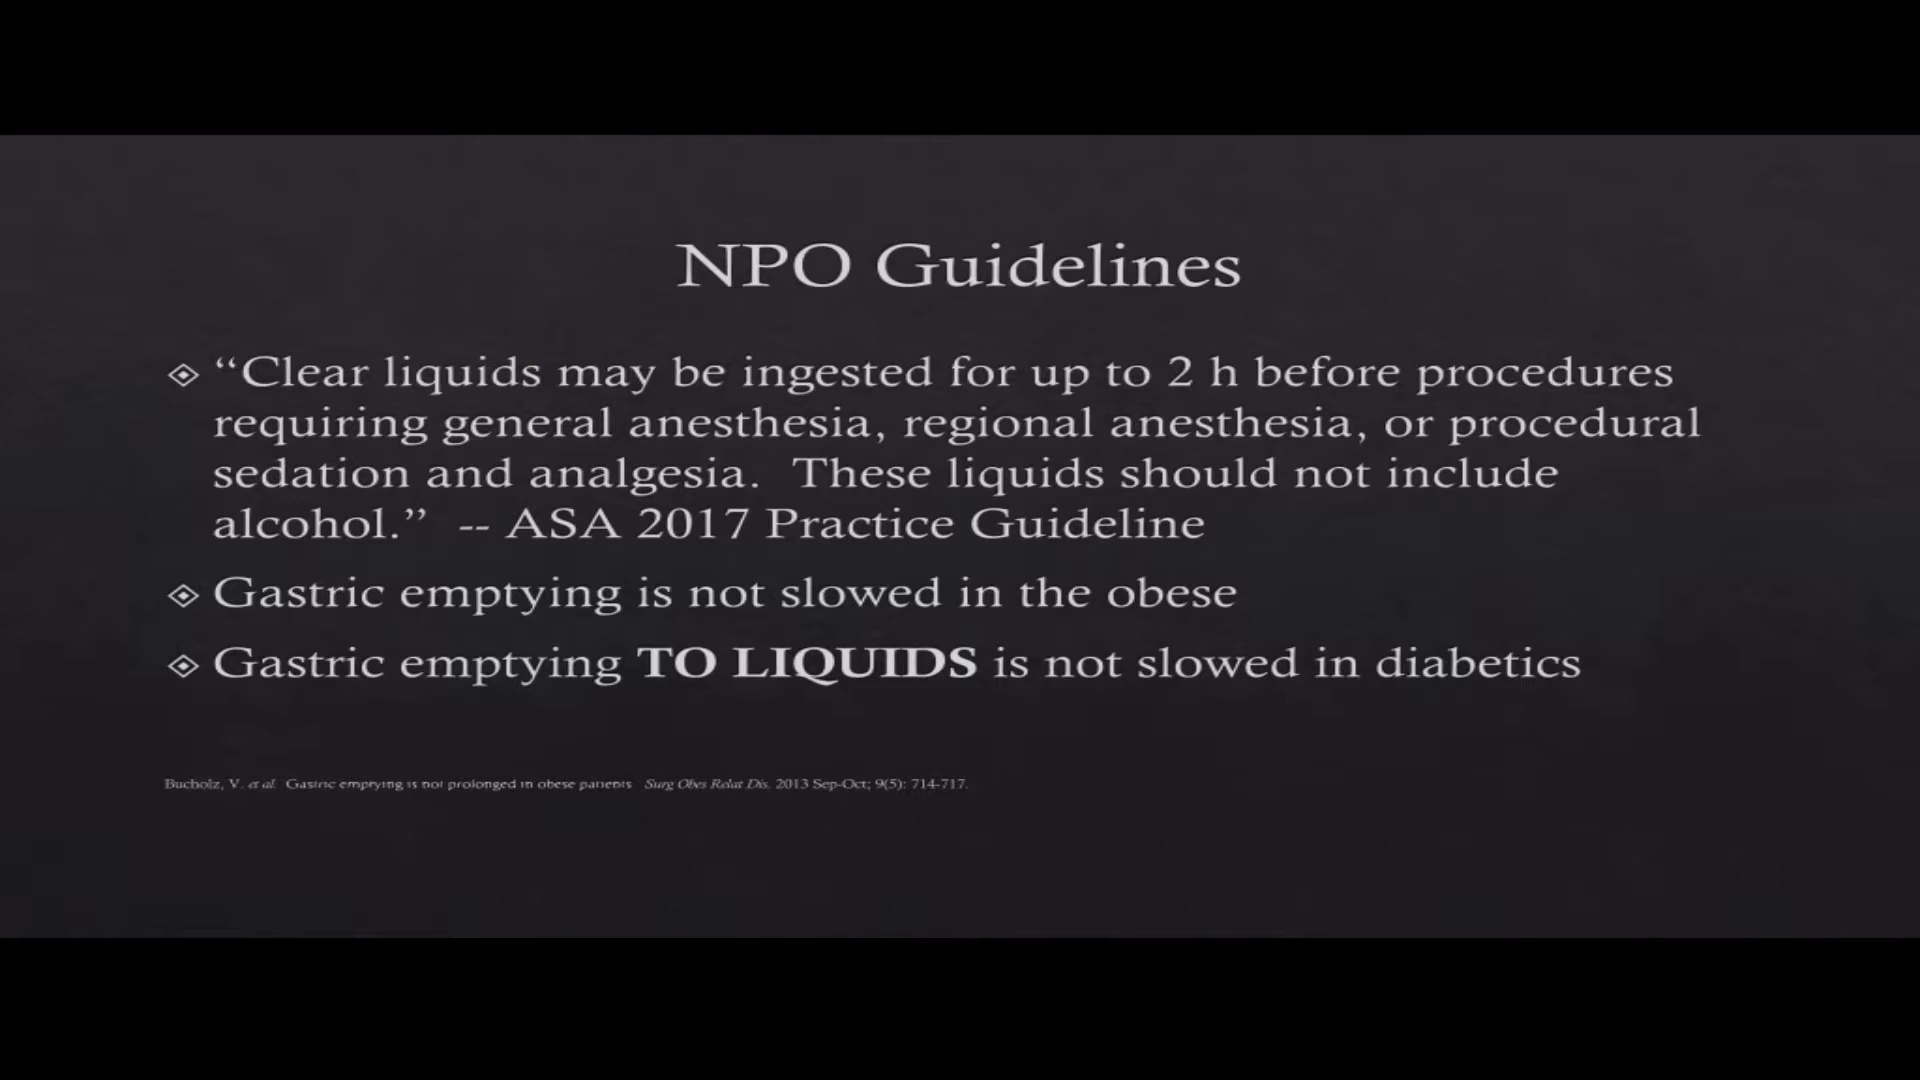 NPO Guidelines
“Clear liquids may be ingested for up to 2 h before procedures
requiring general anesthesia, regional anesthesia, or procedural
sedation and analgesia.  These liquids should not include
alcohol.”  -- ASA 2017 Practice Guideline
Gastric emptying is not slowed in the obese
Gastric emptying TO LIQUIDS is not slowed in diabetics
Bucholz, V. et al.  Gastric emptying is not prolonged in obese patients   Surg Obes Relat Dis. 2013 Sep-Oct; 9(5): 714-717.